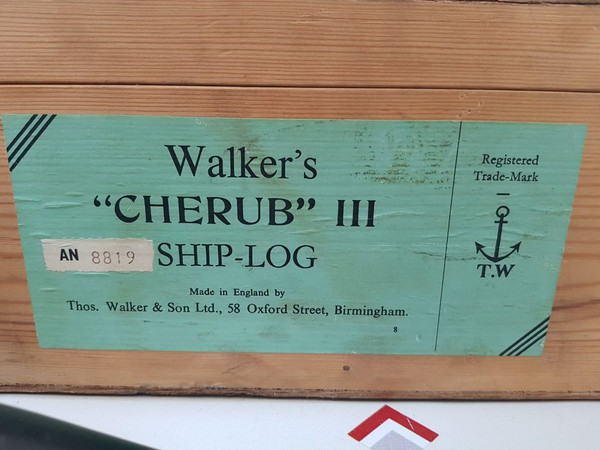 Walker's
"CHERUB" III
AN 8819 SHIP-LOG
Made in England by
Thos. Walker & Son Ltd., 58 Oxford Street, Birmingham.
8
Registered
Trade-Mark
T.W